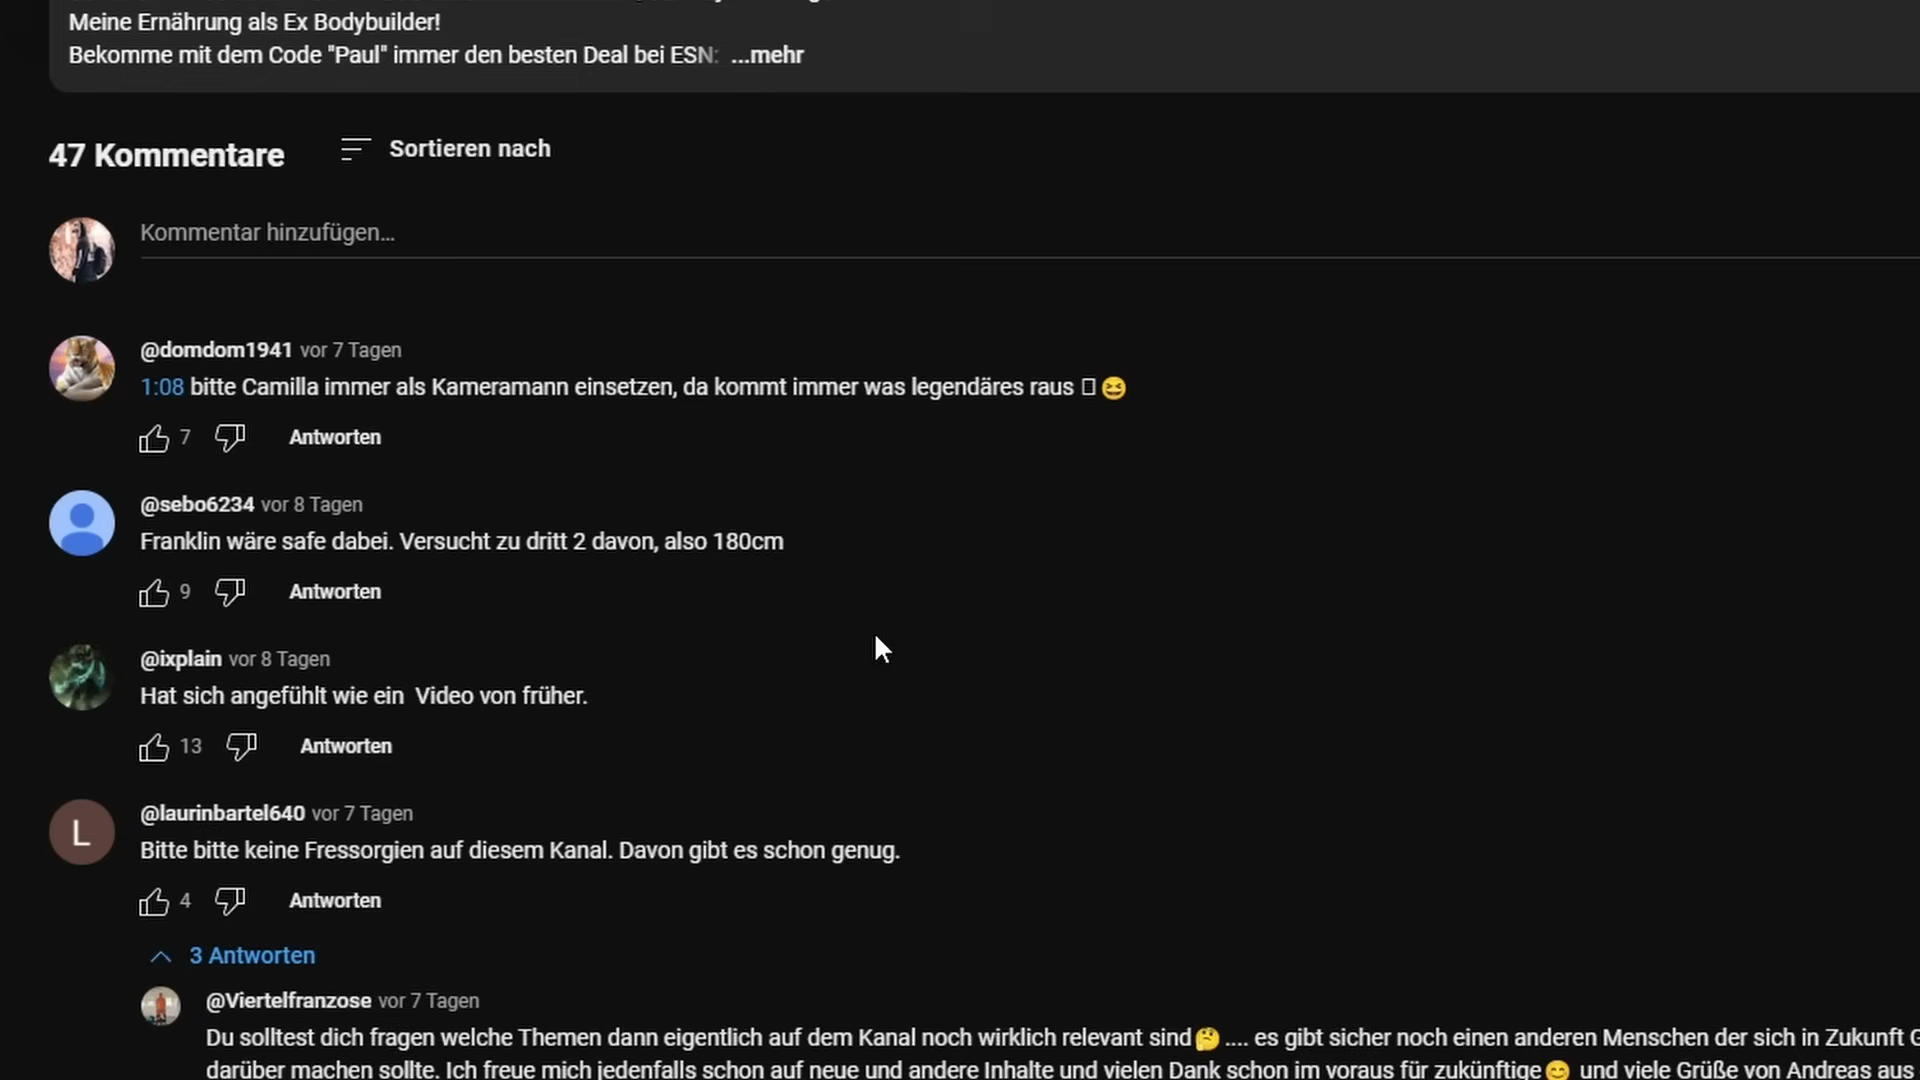 Meine Ernährung als Ex Bodybuilder!
Bekomme mit dem Code "Paul" immer den besten Deal bei ESN: ...mehr
47 Kommentare Sortieren nach
Kommentar hinzufügen...
@domdom1941 vor 7 Tagen
1:08 bitte Camilla immer als Kameramann einsetzen, da kommt immer was legendäres raus 😆
7 Antworten
@sebo6234 vor 8 Tagen
Franklin wäre safe dabei. Versucht zu dritt 2 davon, also 180cm
9 Antworten
@ixplain vor 8 Tagen
Hat sich angefühlt wie ein Video von früher.
13 Antworten
L
@laurinbartel640 vor 7 Tagen
Bitte bitte keine Fressorgien auf diesem Kanal. Davon gibt es schon genug.
4 Antworten
3 Antworten
@Viertelfranzose vor 7 Tagen
Du solltest dich fragen welche Themen dann eigentlich auf dem Kanal noch wirklich relevant sind🤔.... es gibt sicher noch einen anderen Menschen der sich in Zukunft
darüber machen sollte. Ich freue mich jedenfalls schon auf neue und andere Inhalte und vielen Dank schon im voraus für zukünftige😊 und viele Grüße von Andreas aus